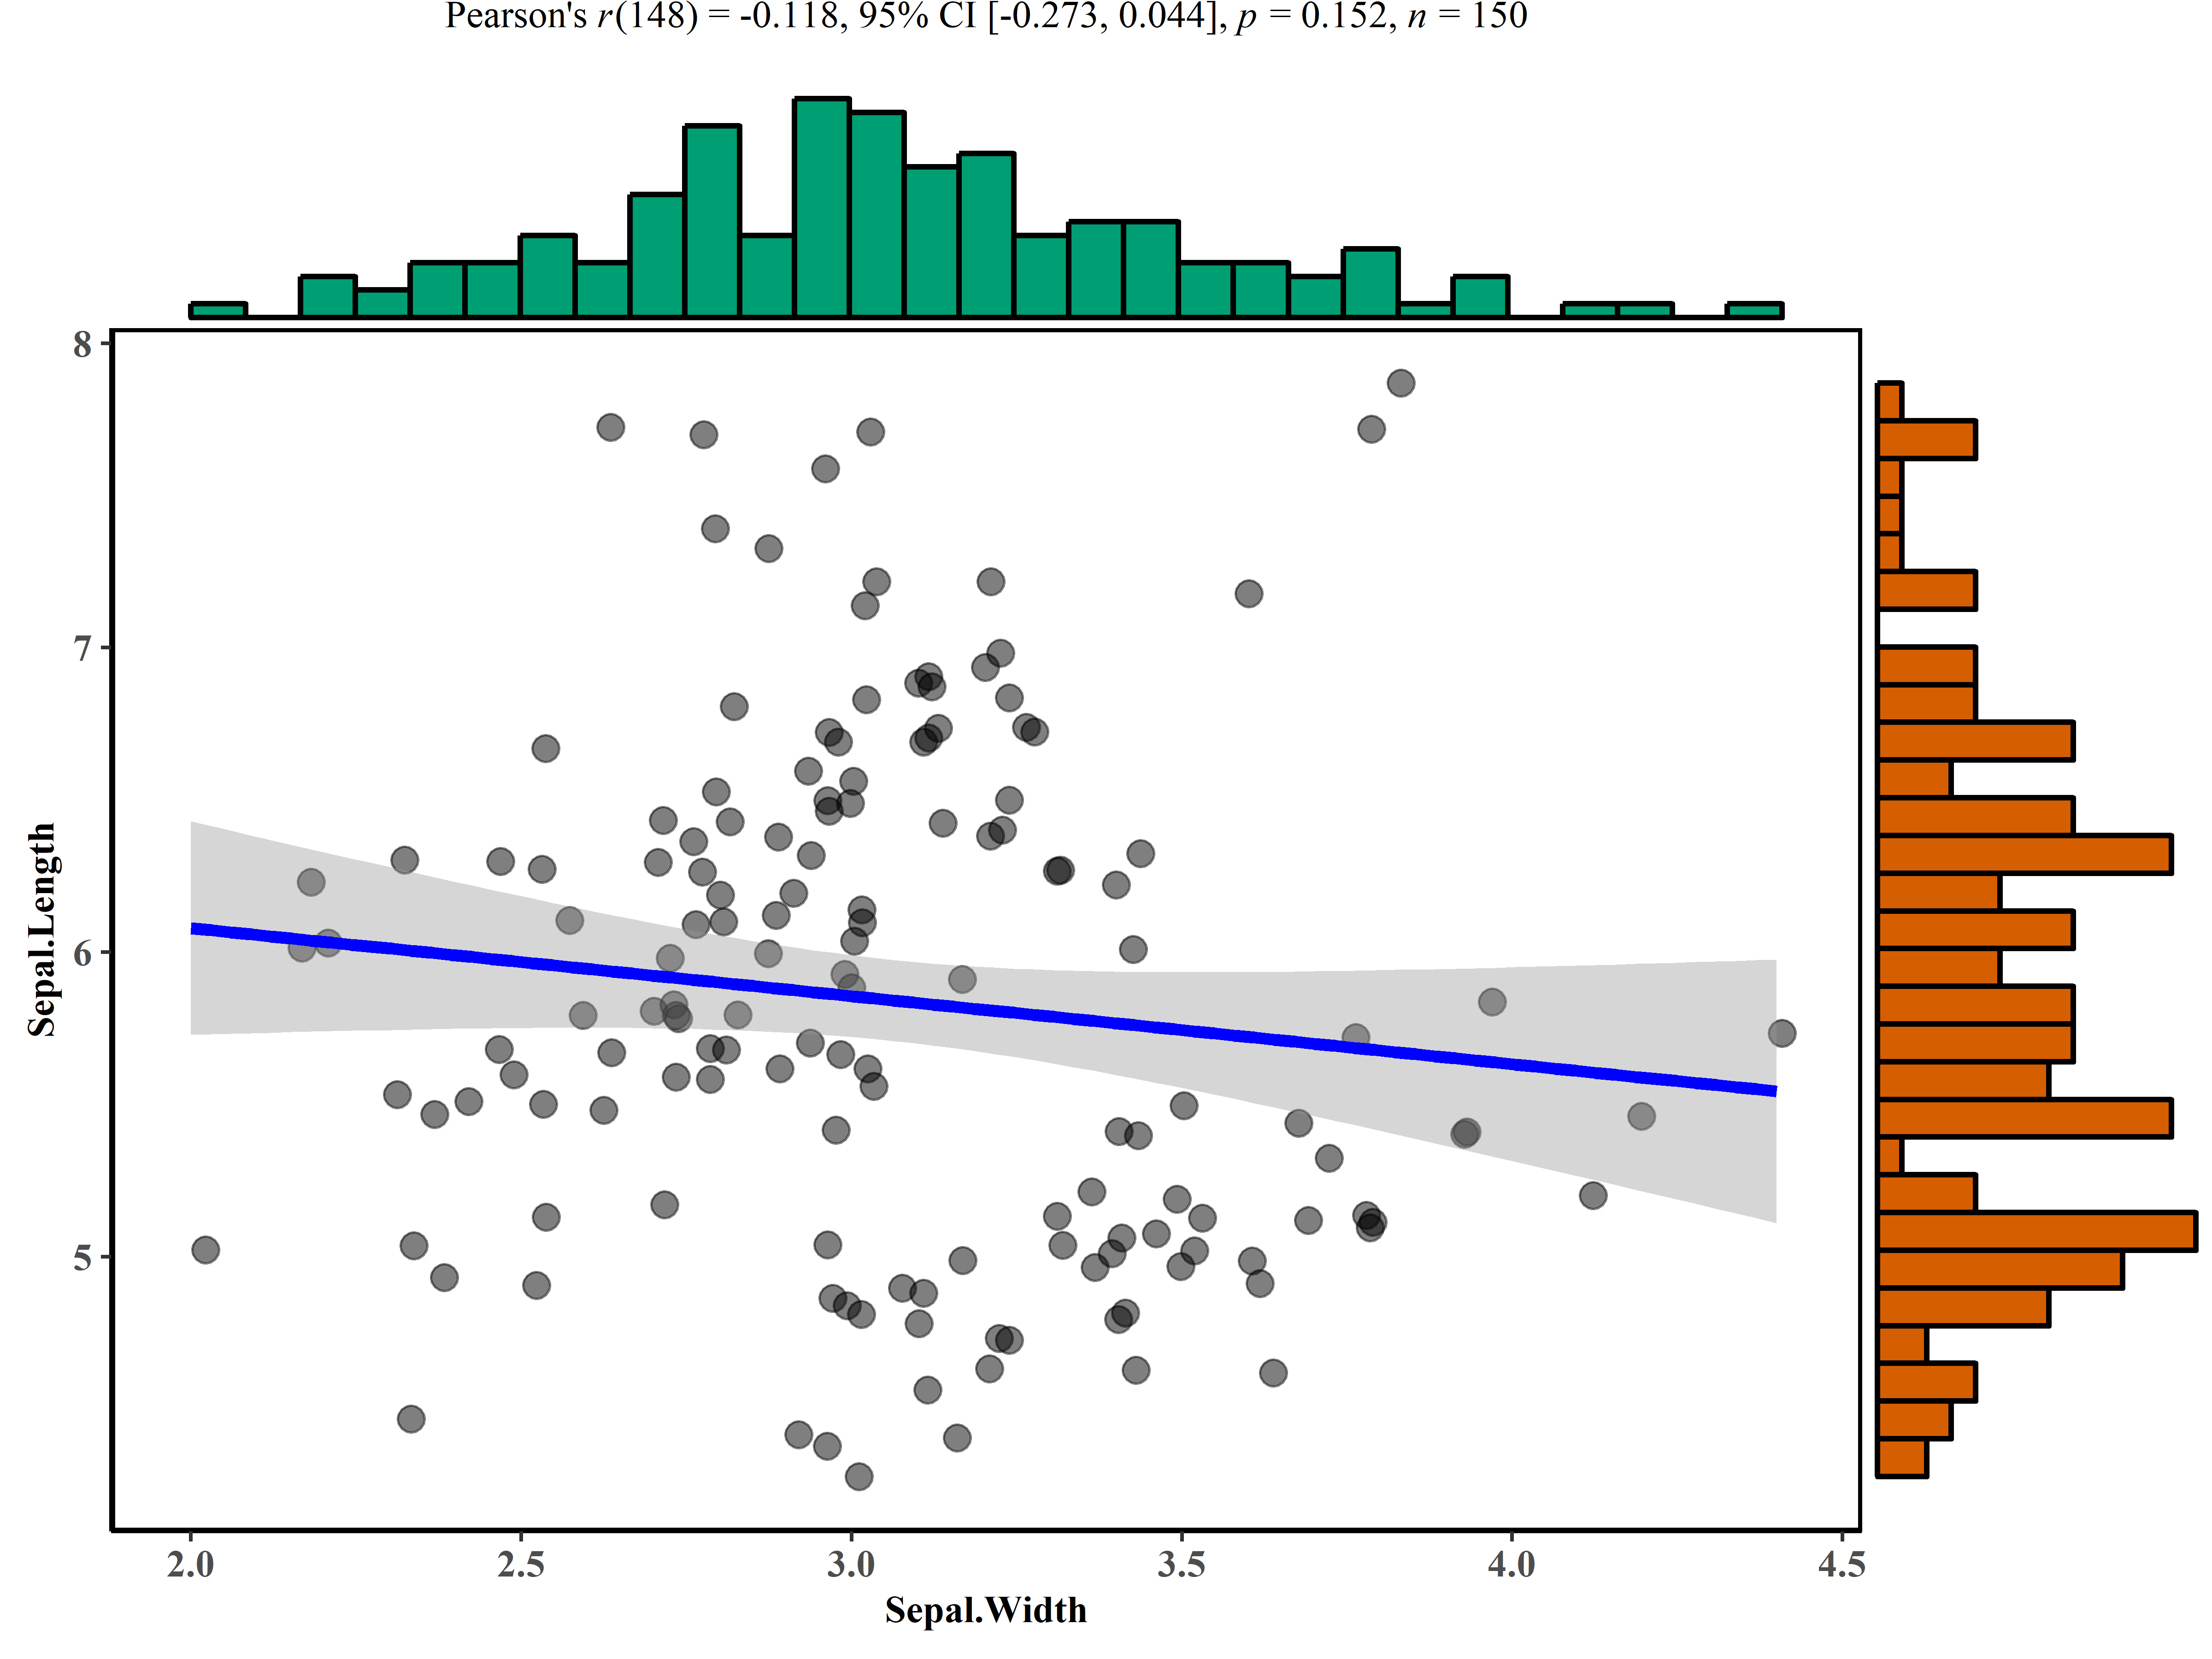 Pearson's r(148) = -0.118, 95% CI [-0.273, 0.044], p = 0.152, n = 150
8
7
6
5
Sepal.Length
2.0 2.5 3.0 3.5 4.0 4.5
Sepal.Width